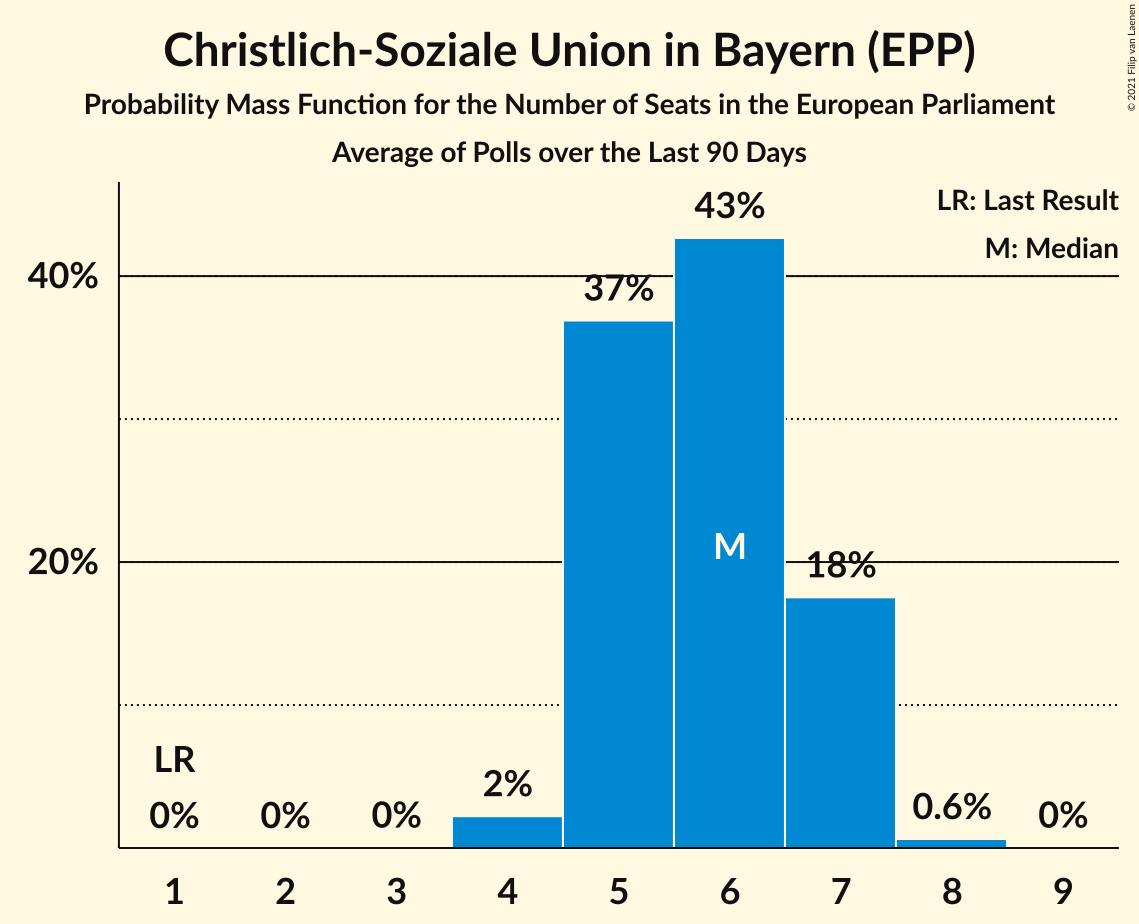 Christlich-Soziale Union in Bayern (EPP)
Probability Mass Function for the Number of Seats in the European Parliament
Average of Polls over the Last 90 Days
© 2021 Filip van Laenen
LR: Last Result
M: Median
43%
40%
37%
M
20%
18%
LR
2%
0.6%
0%
0%
0%
0%
1 2 3 4 5 6 7 8 9